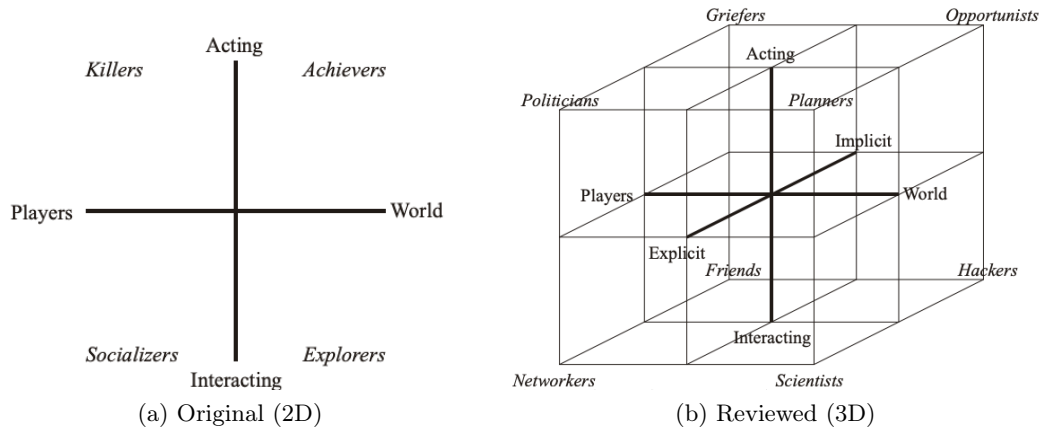 Acting
Killers
Achievers
Players
World
Socializers
Explorers
Interacting
(a) Original (2D)
Griefers
Opportunists
Acting
Politicians
Planners
Implicit
Players
World
Explicit
Friends
Hackers
Interacting
Networkers
Scientists
(b) Reviewed (3D)